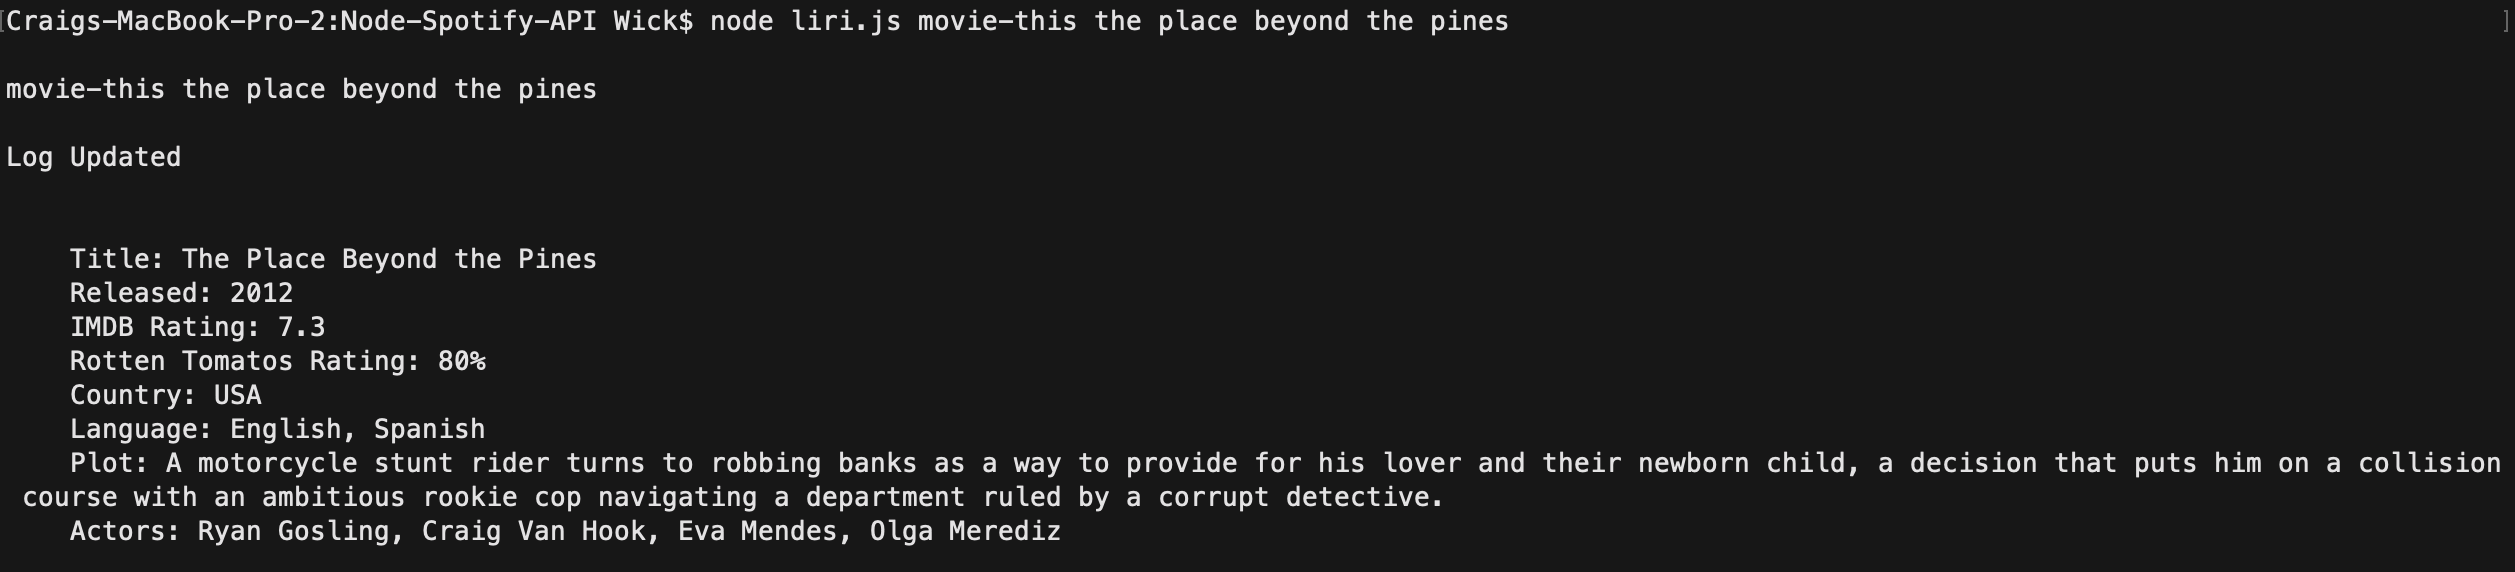 [Craigs-MacBook-Pro-2:Node-Spotify-API Wick$ node liri.js movie-this the place beyond the pines ]
movie-this the place beyond the pines
Log Updated
Title: The Place Beyond the Pines
Released: 2012
IMDB Rating: 7.3
Rotten Tomatos Rating: 80%
Country: USA
Language: English, Spanish
Plot: A motorcycle stunt rider turns to robbing banks as a way to provide for his lover and their newborn child, a decision that puts him on a collision
course with an ambitious rookie cop navigating a department ruled by a corrupt detective.
Actors: Ryan Gosling, Craig Van Hook, Eva Mendes, Olga Merediz